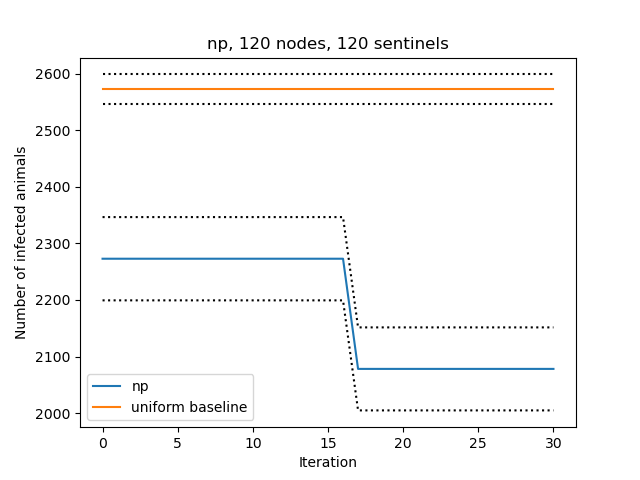 np, 120 nodes, 120 sentinels
2600
2500
2400
2300
2200
2100
2000
Number of infected animals
np
uniform baseline
0 5 10 15 20 25 30
Iteration